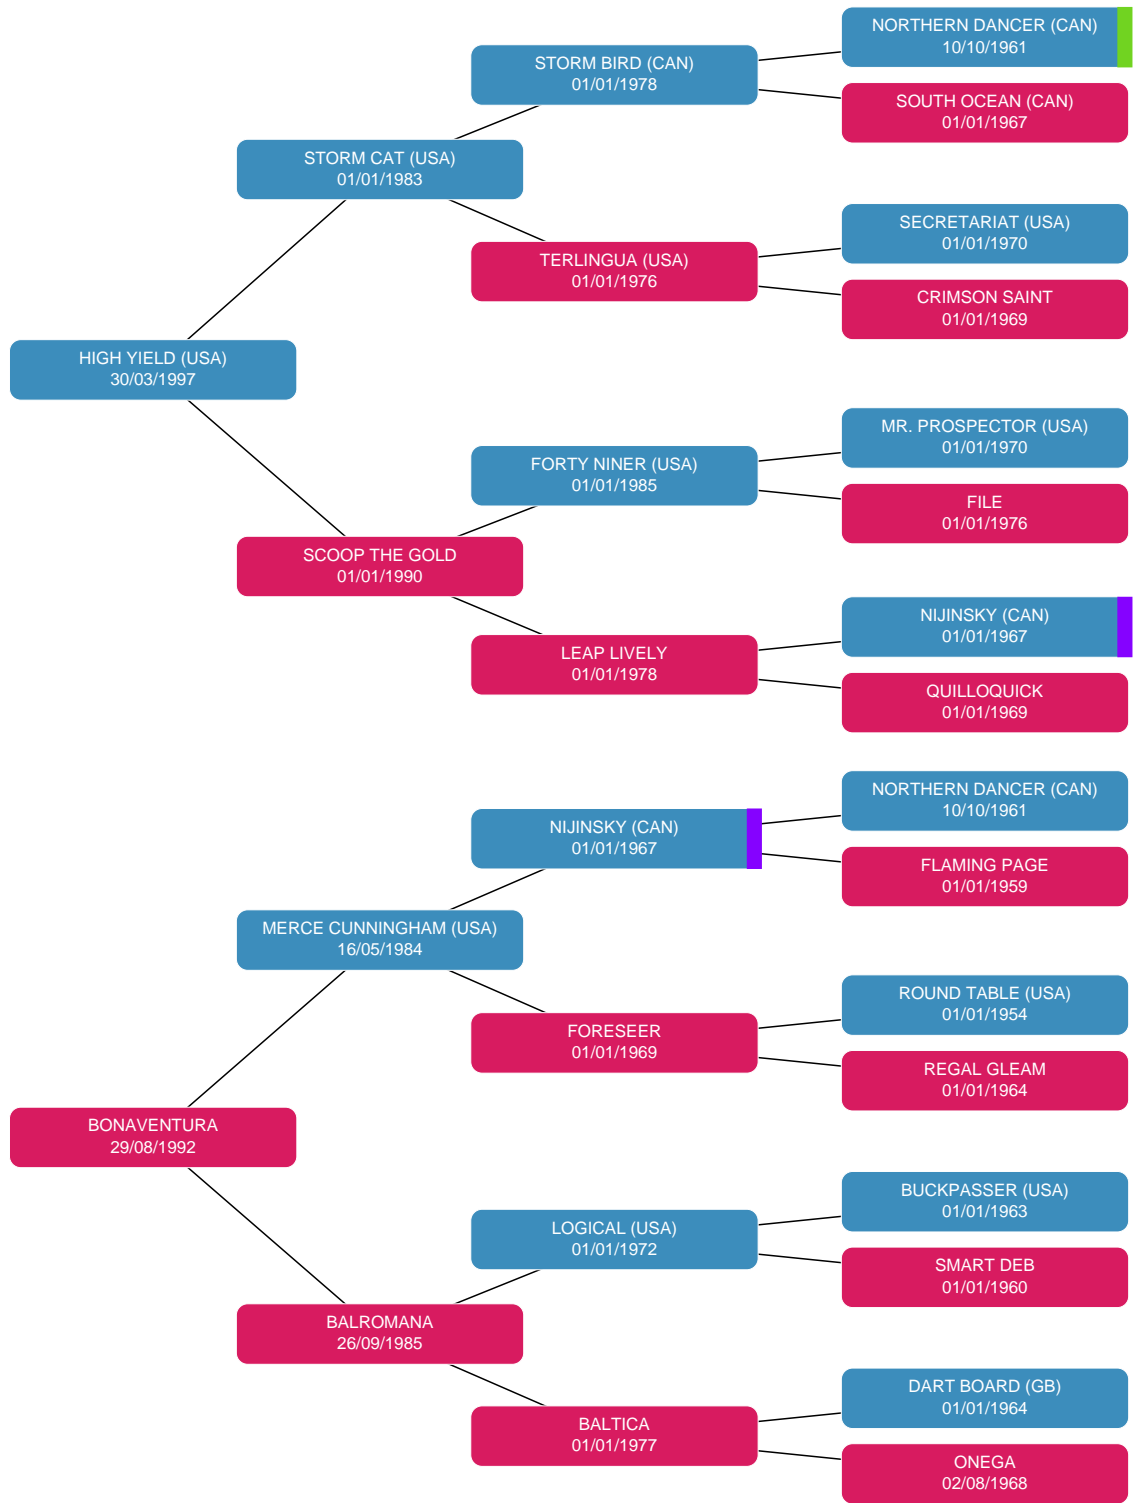 NORTHERN DANCER (CAN)
10/10/1961
STORM BIRD (CAN)
01/01/1978
SOUTH OCEAN (CAN)
01/01/1967
STORM CAT (USA)
01/01/1983
SECRETARIAT (USA)
01/01/1970
TERLINGUA (USA)
01/01/1976
CRIMSON SAINT
01/01/1969
HIGH YIELD (USA)
30/03/1997
MR. PROSPECTOR (USA)
01/01/1970
FORTY NINER (USA)
01/01/1985
FILE
01/01/1976
SCOOP THE GOLD
01/01/1990
NIJINSKY (CAN)
01/01/1967
LEAP LIVELY
01/01/1978
QUILLOQUICK
01/01/1969
NORTHERN DANCER (CAN)
10/10/1961
NIJINSKY (CAN)
01/01/1967
FLAMING PAGE
01/01/1959
MERCE CUNNINGHAM (USA)
16/05/1984
ROUND TABLE (USA)
01/01/1954
FORESEER
01/01/1969
REGAL GLEAM
01/01/1964
BONAVENTURA
29/08/1992
BUCKPASSER (USA)
01/01/1963
LOGICAL (USA)
01/01/1972
SMART DEB
01/01/1960
BALROMANA
26/09/1985
DART BOARD (GB)
01/01/1964
BALTICA
01/01/1977
ONEGA
02/08/1968